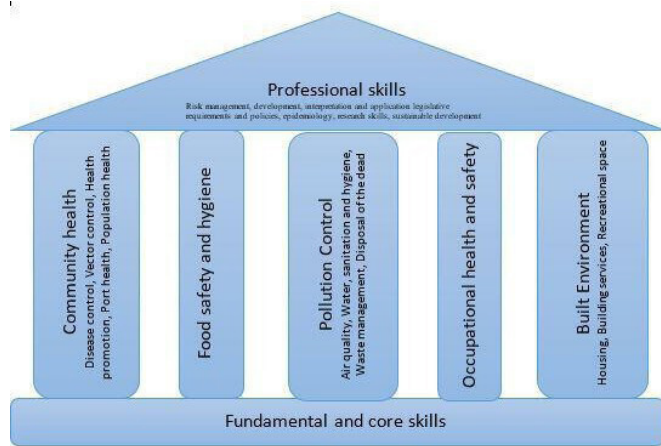 Professional skills
Risk management, development, interpretation and application legislative
requirements and policies, epidemiology, research skills, sustainable development
Community health
Disease control, Vector control, Health
promotion, Port health, Population health
Food safety and hygiene
Pollution Control
Air quality, Water, sanitation and hygiene,
Waste management, Disposal of the dead
Occupational health and safety
Built Environment
Housing, Building services, Recreational space
Fundamental and core skills